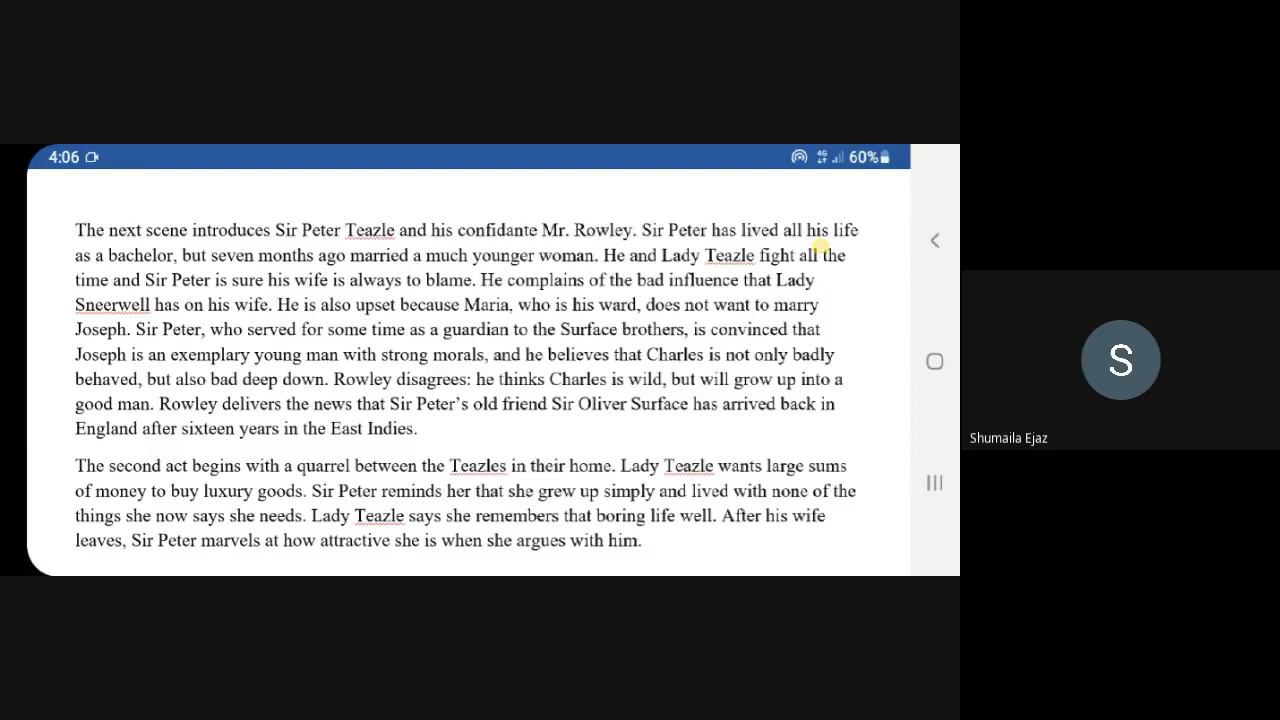 4:06
4G
60%
The next scene introduces Sir Peter Teazle and his confidante Mr. Rowley. Sir Peter has lived all his life
as a bachelor, but seven months ago married a much younger woman. He and Lady Teazle fight all the
time and Sir Peter is sure his wife is always to blame. He complains of the bad influence that Lady
Sneerwell has on his wife. He is also upset because Maria, who is his ward, does not want to marry
Joseph. Sir Peter, who served for some time as a guardian to the Surface brothers, is convinced that
Joseph is an exemplary young man with strong morals, and he believes that Charles is not only badly
behaved, but also bad deep down. Rowley disagrees: he thinks Charles is wild, but will grow up into a
good man. Rowley delivers the news that Sir Peter’s old friend Sir Oliver Surface has arrived back in
England after sixteen years in the East Indies.
The second act begins with a quarrel between the Teazles in their home. Lady Teazle wants large sums
of money to buy luxury goods. Sir Peter reminds her that she grew up simply and lived with none of the
things she now says she needs. Lady Teazle says she remembers that boring life well. After his wife
leaves, Sir Peter marvels at how attractive she is when she argues with him.
S
Shumaila Ejaz